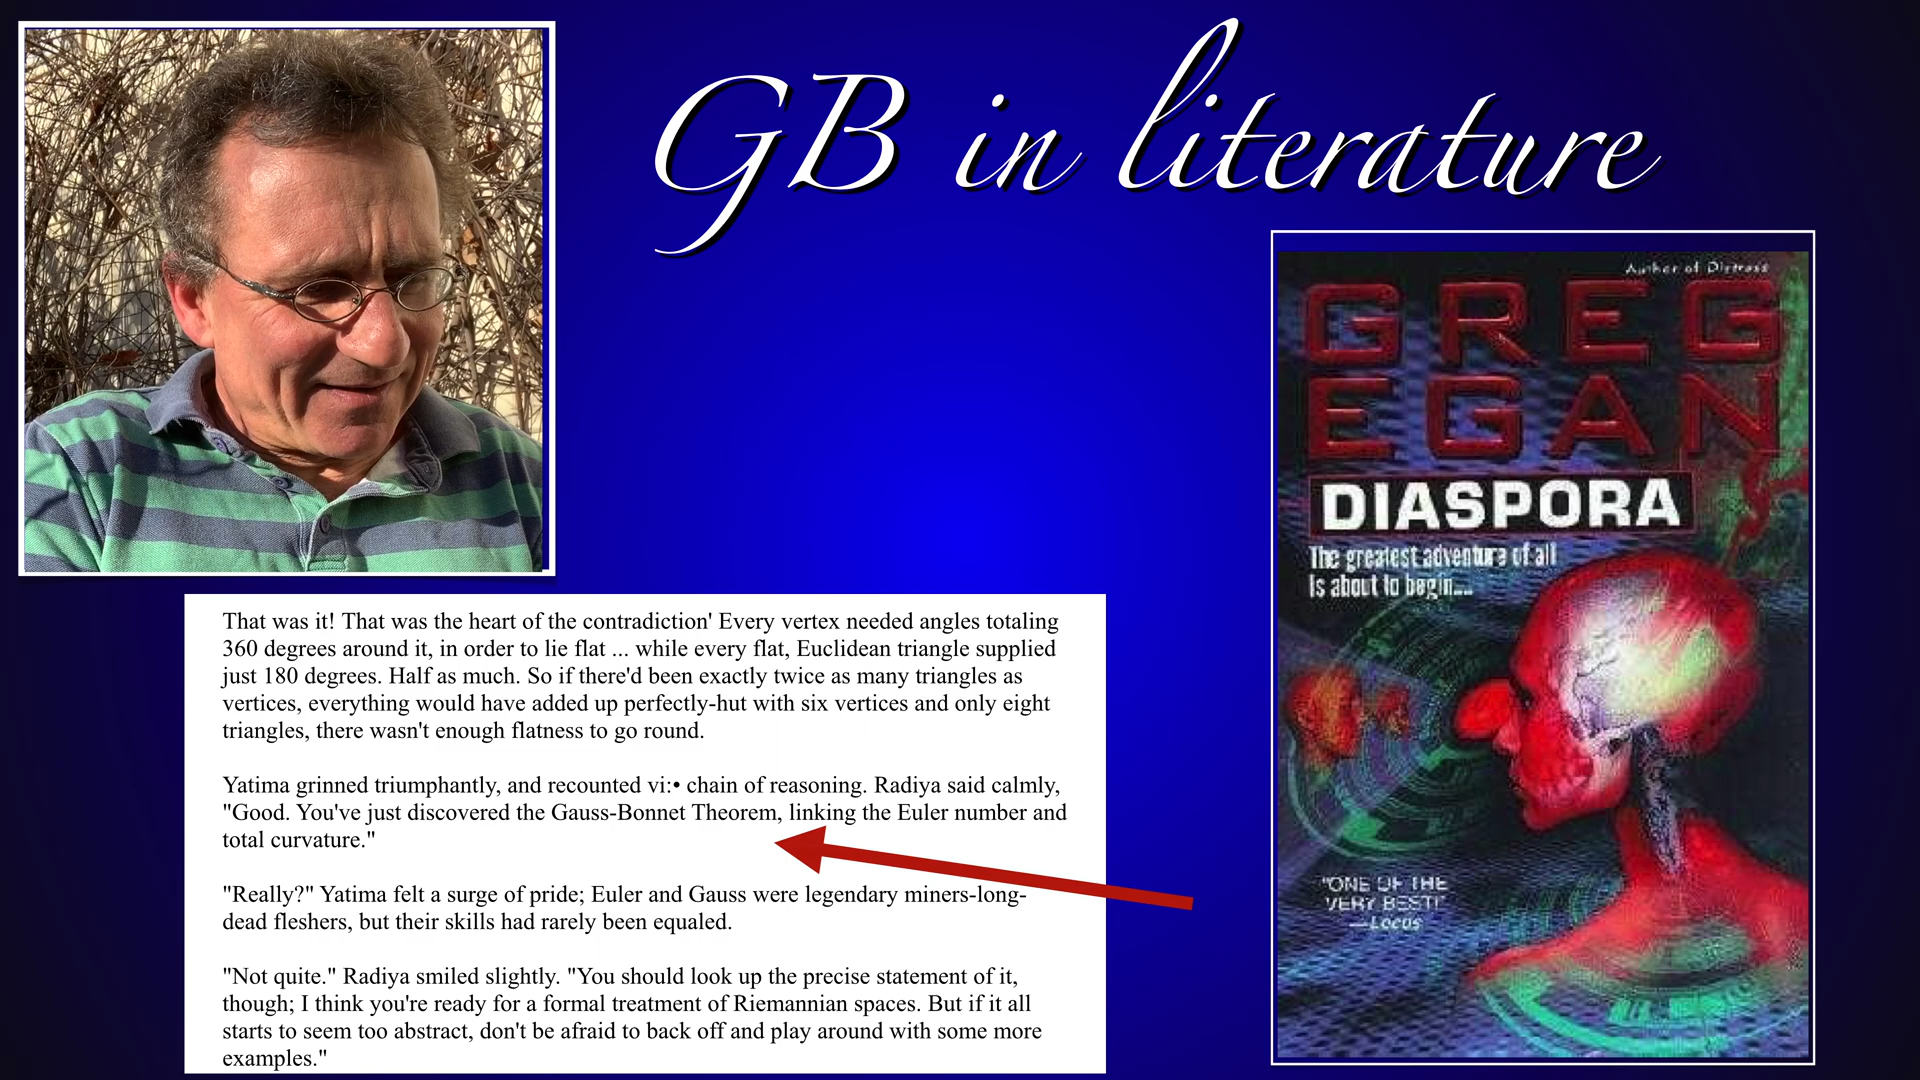 GB in literature
Author of Distress
GREG
EGAN
DIASPORA
The greatest adventure of all
Is about to begin....
"ONE OF THE
VERY BEST!"
—Locus
That was it! That was the heart of the contradiction' Every vertex needed angles totaling
360 degrees around it, in order to lie flat ... while every flat, Euclidean triangle supplied
just 180 degrees. Half as much. So if there'd been exactly twice as many triangles as
vertices, everything would have added up perfectly-hut with six vertices and only eight
triangles, there wasn't enough flatness to go round.
Yatima grinned triumphantly, and recounted vi:• chain of reasoning. Radiya said calmly,
"Good. You've just discovered the Gauss-Bonnet Theorem, linking the Euler number and
total curvature."
"Really?" Yatima felt a surge of pride; Euler and Gauss were legendary miners-long-
dead fleshers, but their skills had rarely been equaled.
"Not quite." Radiya smiled slightly. "You should look up the precise statement of it,
though; I think you're ready for a formal treatment of Riemannian spaces. But if it all
starts to seem too abstract, don't be afraid to back off and play around with some more
examples."